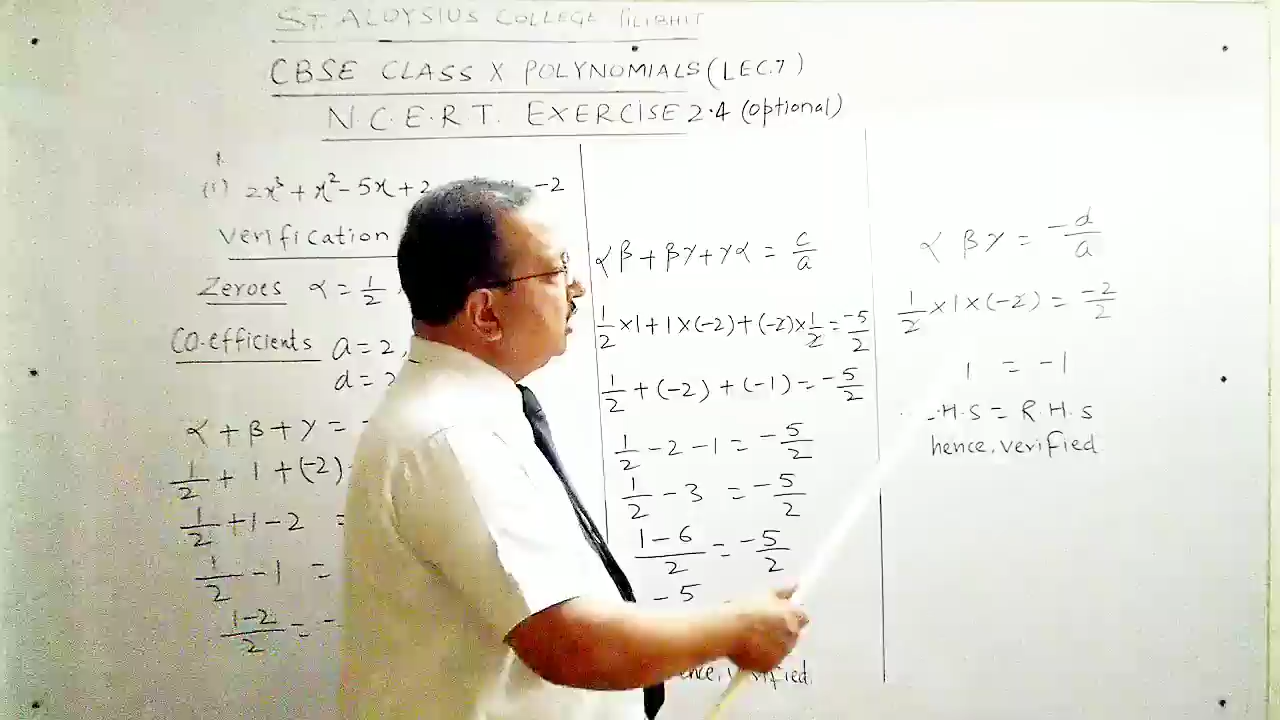 ST. ALOYSIUS COLLEGE PILIBHIT
CBSE CLASS X POLYNOMIALS (LEC.7)
N.C.E.R.T. EXERCISE 2.4 (optional)
1.
(i) 2x³ + x² - 5x + 2 -2
Verification
Zeroes α = 1/2
CO-efficients a = 2,
d = 2
α + β + γ = -
1/2 + 1 + (-2)
1/2 + 1 - 2 =
1/2 - 1 =
(1-2)/2 = -
αβ + βγ + γα = c/a
1/2 × 1 + 1 × (-2) + (-2) × 1/2 = -5/2
1/2 + (-2) + (-1) = -5/2
1/2 - 2 - 1 = -5/2
1/2 - 3 = -5/2
(1-6)/2 = -5/2
-5
hence, verified.
α β γ = -d/a
1/2 × 1 × (-2) = -2/2
1 = -1
.H.S = R.H.S
hence, verified